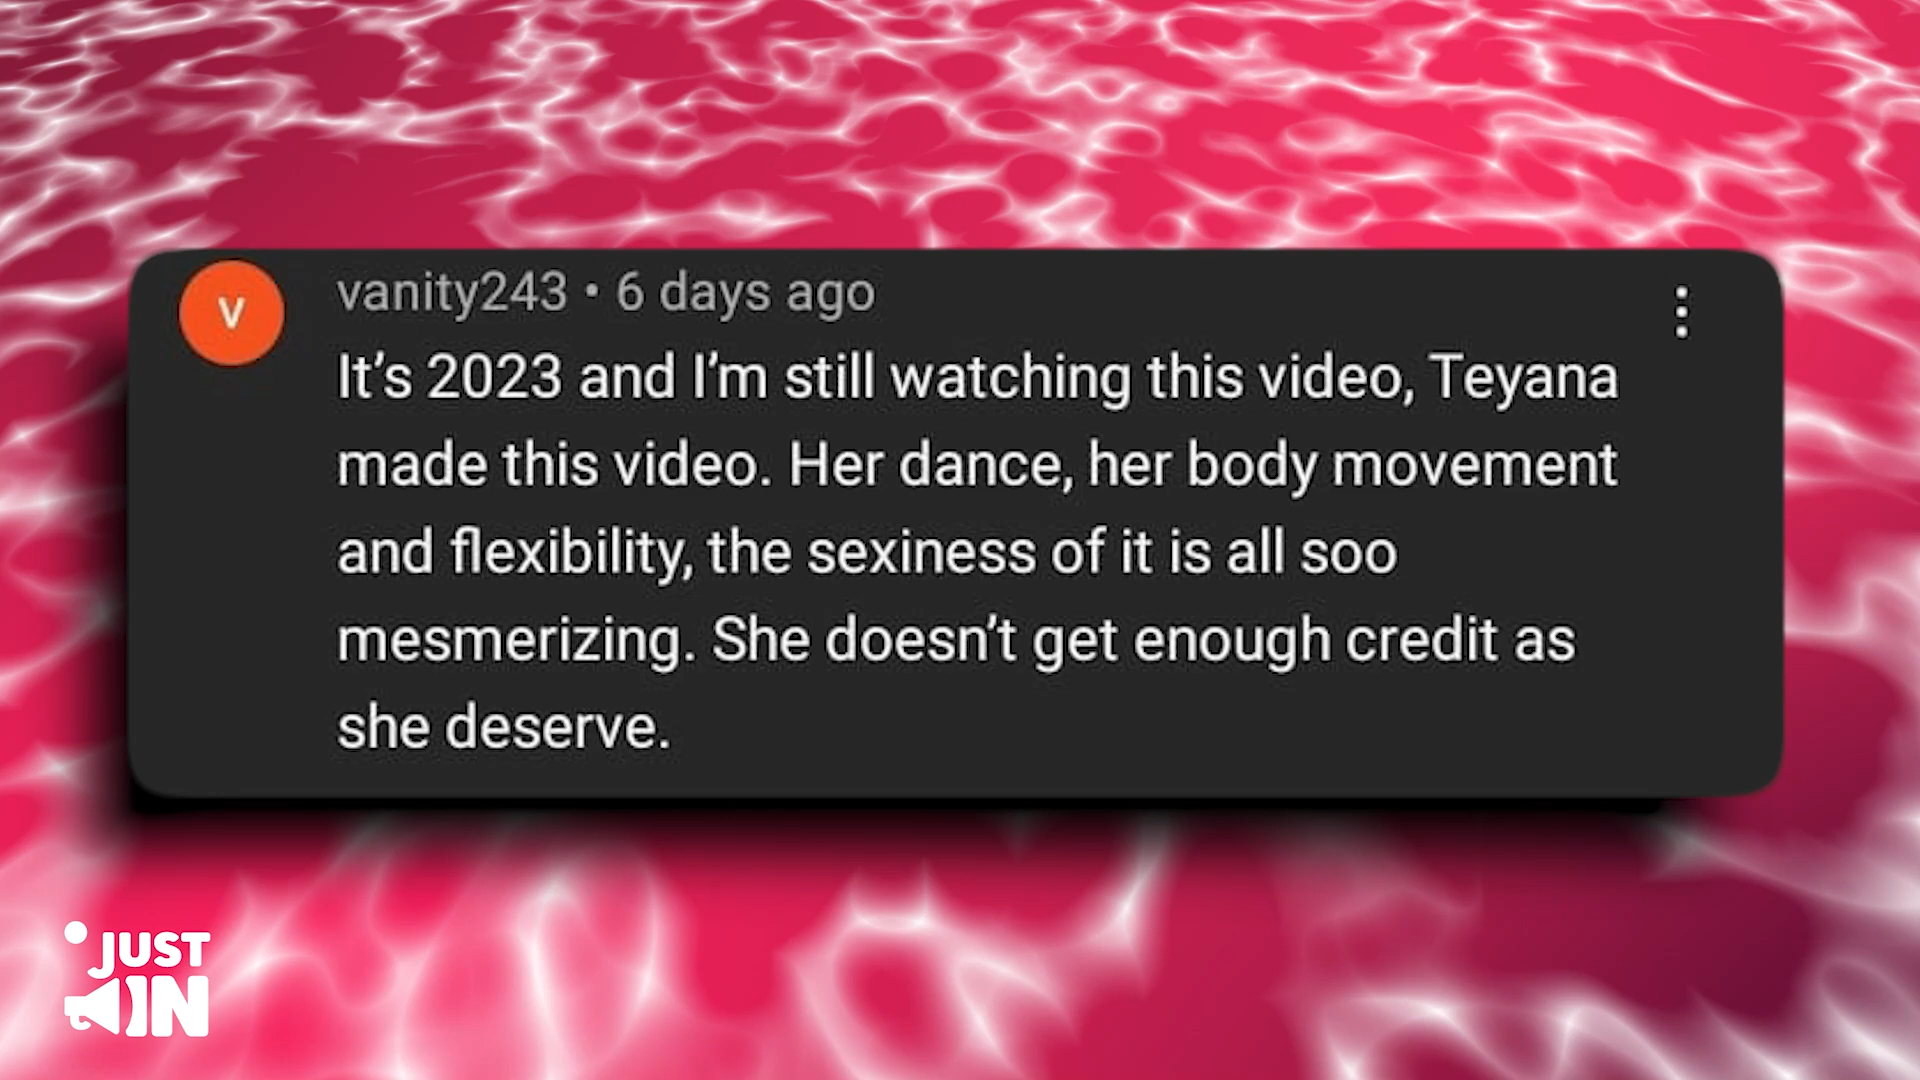 V
vanity243 • 6 days ago
It’s 2023 and I’m still watching this video, Teyana
made this video. Her dance, her body movement
and flexibility, the sexiness of it is all soo
mesmerizing. She doesn’t get enough credit as
she deserve.
JUST
IN